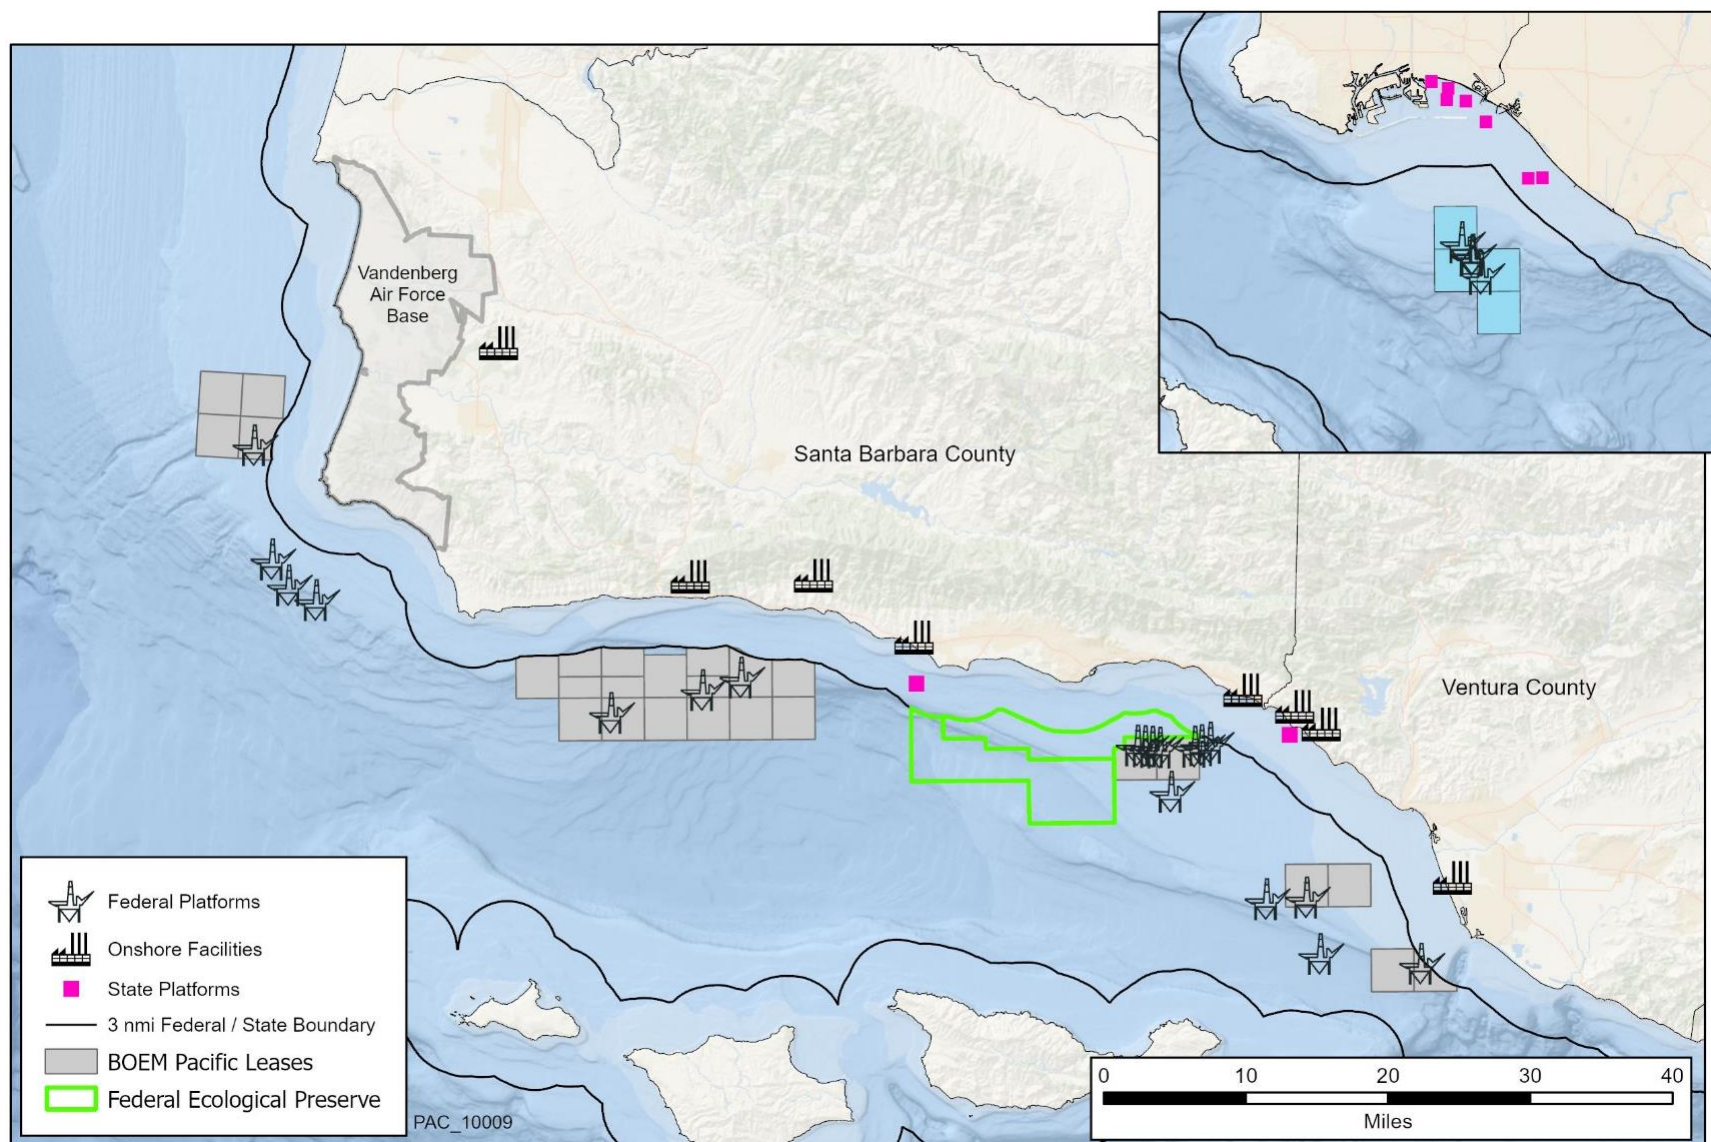 Vandenberg
Air Force
Base
Santa Barbara County
Ventura County
Federal Platforms
Onshore Facilities
State Platforms
3 nmi Federal / State Boundary
BOEM Pacific Leases
Federal Ecological Preserve
PAC_10009
0 10 20 30 40
Miles